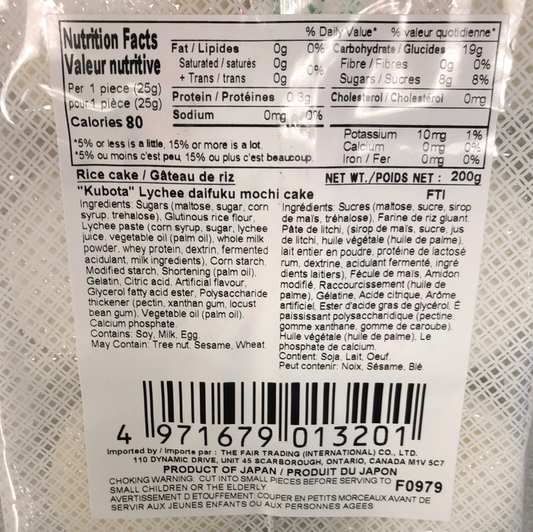 Nutrition Facts
Valeur nutritive
Per 1 piece (25g)
pour 1 pièce (25g)
Calories 80
% Daily Value* % valeur quotidienne*
Fat / Lipides 0g 0%
Saturated / saturés 0g
+ Trans / trans 0g 0%
Carbohydrate / Glucides 19g
Fibre / Fibres 0g 0%
Sugars / Sucres 8g 8%
Protein / Protéines 0.3g
Cholesterol / Cholestérol 0mg
Sodium 0mg 0%
Potassium 10mg 1%
Calcium 0mg 0%
Iron / Fer 0mg 0%
*5% or less is a little, 15% or more is a lot.
*5% ou moins c'est peu, 15% ou plus c'est beaucoup.
Rice cake / Gâteau de riz NET WT./POIDS NET : 200g
"Kubota" Lychee daifuku mochi cake FTI
Ingredients: Sugars (maltose, sugar, corn
syrup, trehalose), Glutinous rice flour,
Lychee paste (corn syrup, sugar, lychee
juice, vegetable oil (palm oil), whole milk
powder, whey protein, dextrin, fermented
acidulant, milk ingredients), Corn starch,
Modified starch, Shortening (palm oil),
Gelatin, Citric acid, Artificial flavour,
Glycerol fatty acid ester, Polysaccharide
thickener (pectin, xanthan gum, locust
bean gum), Vegetable oil (palm oil),
Calcium phosphate.
Contains: Soy, Milk, Egg.
May Contain: Tree nut, Sesame, Wheat
Ingrédients: Sucres (maltose, sucre, sirop
de maïs, tréhalose), Farine de riz gluant,
Pâte de litchi, (sirop de maïs, sucre, jus
de litchi, huile végétale (huile de palme),
lait entier en poudre, protéine de lactosé
rum, dextrine, acidulant fermenté, ingré
dients laitiers), Fécule de maïs, Amidon
modifié, Raccourcissement (huile de
palme), Gélatine, Acide citrique, Arôme
artificiel, Ester d'acide gras de glycérol, É
paississant polysaccharidique (pectine,
gomme xanthane, gomme de caroube),
Huile végétale (huile de palme), Le
phosphate de calcium.
Contient: Soja, Lait, Oeuf.
Peut contenir: Noix, Sésame, Blé
4 971679 013201
Imported by / Importe par : THE FAIR TRADING (INTERNATIONAL) CO., LTD.
110 DYNAMIC DRIVE, UNIT 45 SCARBOROUGH, ONTARIO, CANADA M1V 5C7
PRODUCT OF JAPAN / PRODUIT DU JAPON
CHOKING WARNING: CUT INTO SMALL PIECES BEFORE SERVING TO
SMALL CHILDREN OR THE ELDERLY F0979
AVERTISSEMENT D ETOUFFEMENT: COUPER EN PETITS MORCEAUX AVANT DE
SERVIR AUX JEUNES ENFANTS OU AUX PERSONNES AGEES